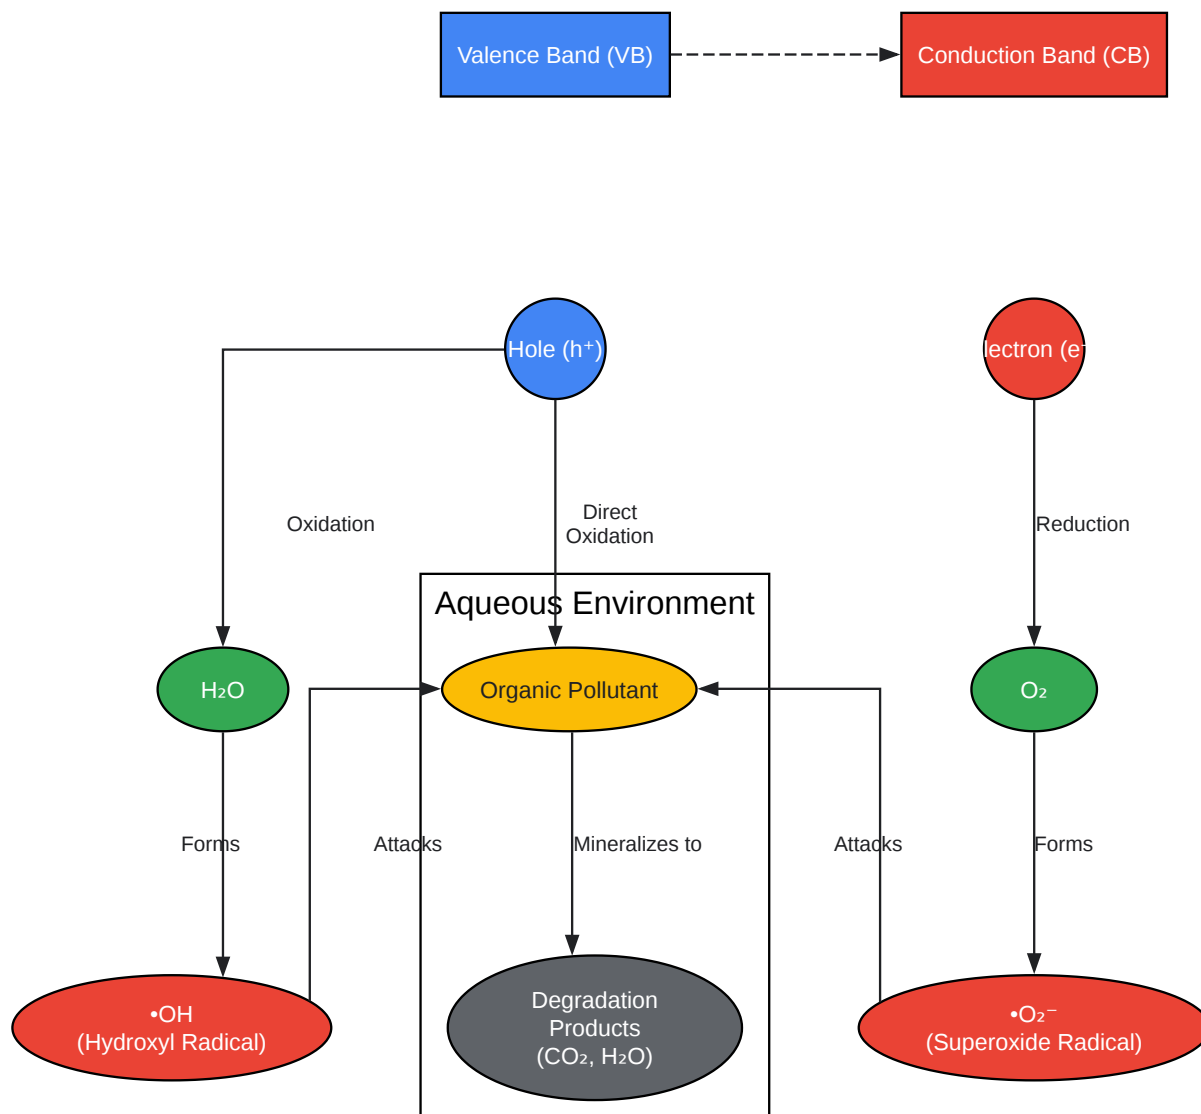 Valence Band (VB)
Conduction Band (CB)
Hole (h⁺)
lectron (e⁻
Oxidation
Direct
Oxidation
Reduction
Aqueous Environment
H₂O
Organic Pollutant
O₂
Forms
Attacks
Mineralizes to
Attacks
Forms
•OH
(Hydroxyl Radical)
Degradation
Products
(CO₂, H₂O)
•O₂⁻
(Superoxide Radical)